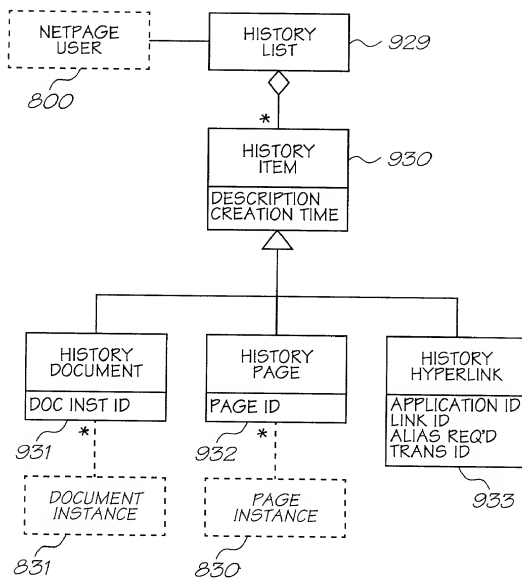 NETPAGE
USER
800
HISTORY
LIST
929
*
HISTORY
ITEM
930
DESCRIPTION
CREATION TIME
HISTORY
DOCUMENT
DOC INST ID
931
*
DOCUMENT
INSTANCE
831
HISTORY
PAGE
PAGE ID
932
*
PAGE
INSTANCE
830
HISTORY
HYPERLINK
APPLICATION ID
LINK ID
ALIAS REQ'D
TRANS ID
933